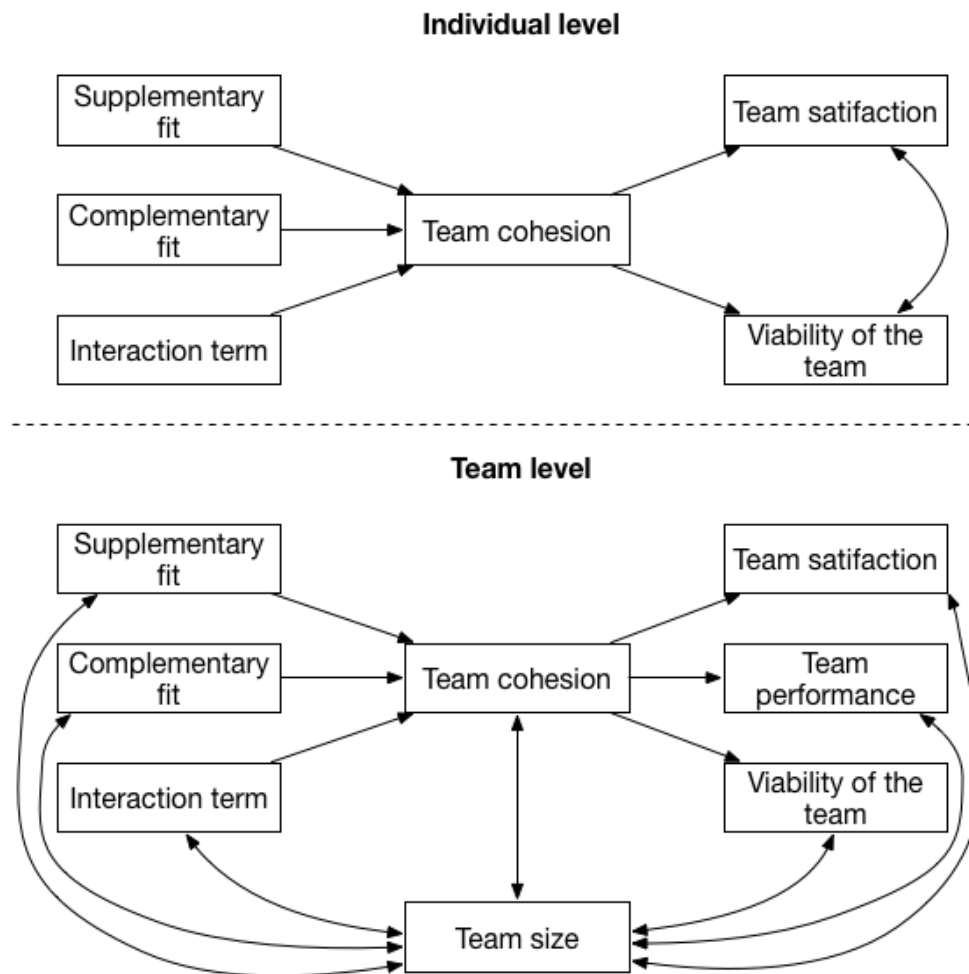 Individual level
Supplementary
fit
Team satifaction
Complementary
fit
Team cohesion
Interaction term
Viability of the
team
Team level
Supplementary
fit
Team satifaction
Complementary
fit
Team cohesion
Team
performance
Interaction term
Viability of the
team
Team size